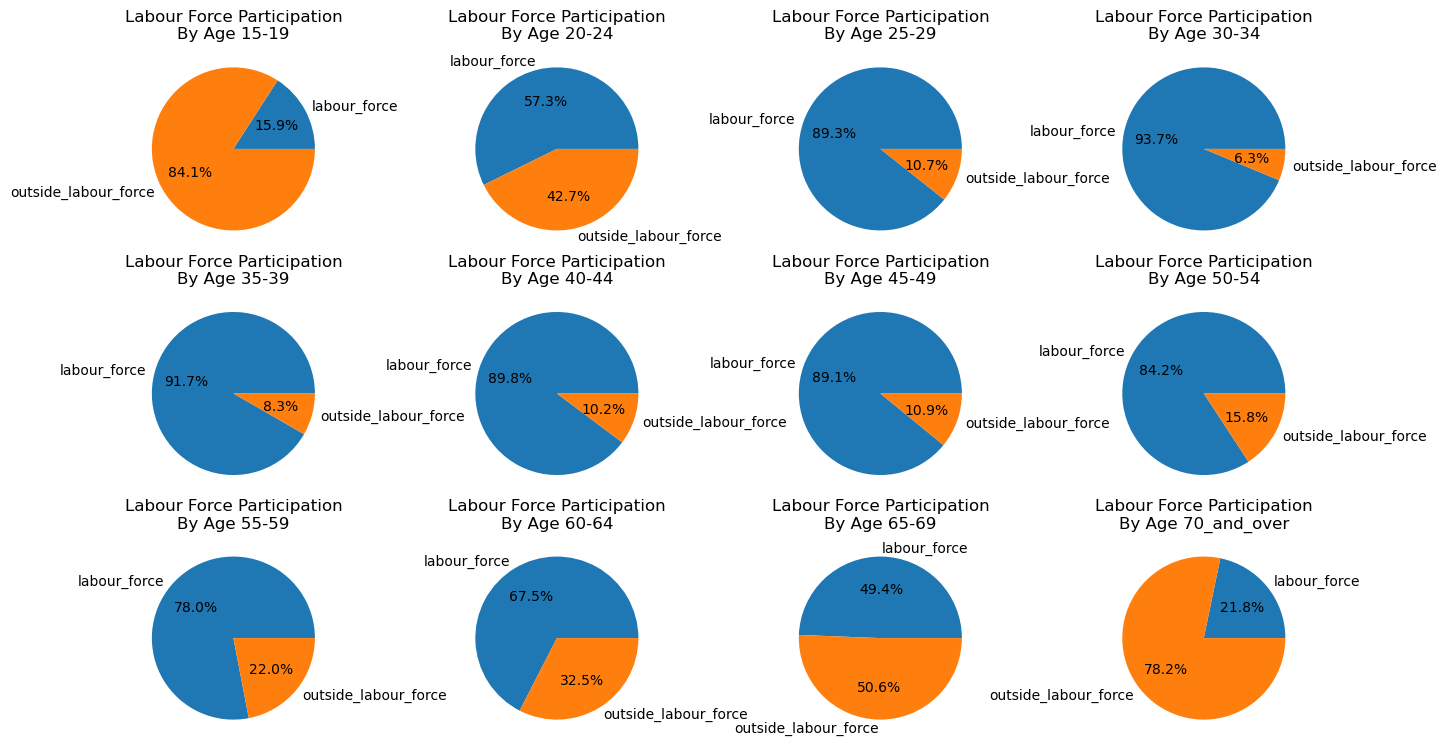 Labour Force Participation
By Age 15-19
labour_force
15.9%
84.1%
outside_labour_force
Labour Force Participation
By Age 20-24
labour_force
57.3%
42.7%
outside_labour_force
Labour Force Participation
By Age 25-29
labour_force
89.3%
10.7%
outside_labour_force
Labour Force Participation
By Age 30-34
labour_force
93.7%
6.3%
outside_labour_force
Labour Force Participation
By Age 35-39
labour_force
91.7%
8.3%
outside_labour_force
Labour Force Participation
By Age 40-44
labour_force
89.8%
10.2%
outside_labour_force
Labour Force Participation
By Age 45-49
labour_force
89.1%
10.9%
outside_labour_force
Labour Force Participation
By Age 50-54
labour_force
84.2%
15.8%
outside_labour_force
Labour Force Participation
By Age 55-59
labour_force
78.0%
22.0%
outside_labour_force
Labour Force Participation
By Age 60-64
labour_force
67.5%
32.5%
outside_labour_force
Labour Force Participation
By Age 65-69
labour_force
49.4%
50.6%
outside_labour_force
Labour Force Participation
By Age 70_and_over
labour_force
21.8%
78.2%
outside_labour_force